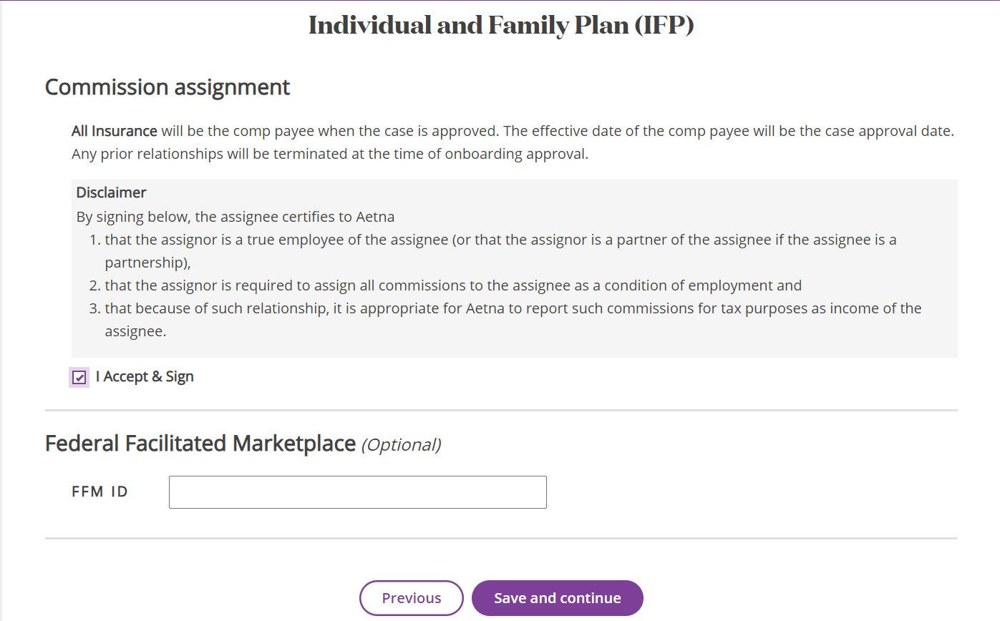 Individual and Family Plan (IFP)
Commission assignment
All Insurance will be the comp payee when the case is approved. The effective date of the comp payee will be the case approval date.
Any prior relationships will be terminated at the time of onboarding approval.
Disclaimer
By signing below, the assignee certifies to Aetna
1. that the assignor is a true employee of the assignee (or that the assignor is a partner of the assignee if the assignee is a
partnership),
2. that the assignor is required to assign all commissions to the assignee as a condition of employment and
3. that because of such relationship, it is appropriate for Aetna to report such commissions for tax purposes as income of the
assignee.
I Accept & Sign
Federal Facilitated Marketplace (Optional)
FFM ID
Previous Save and continue